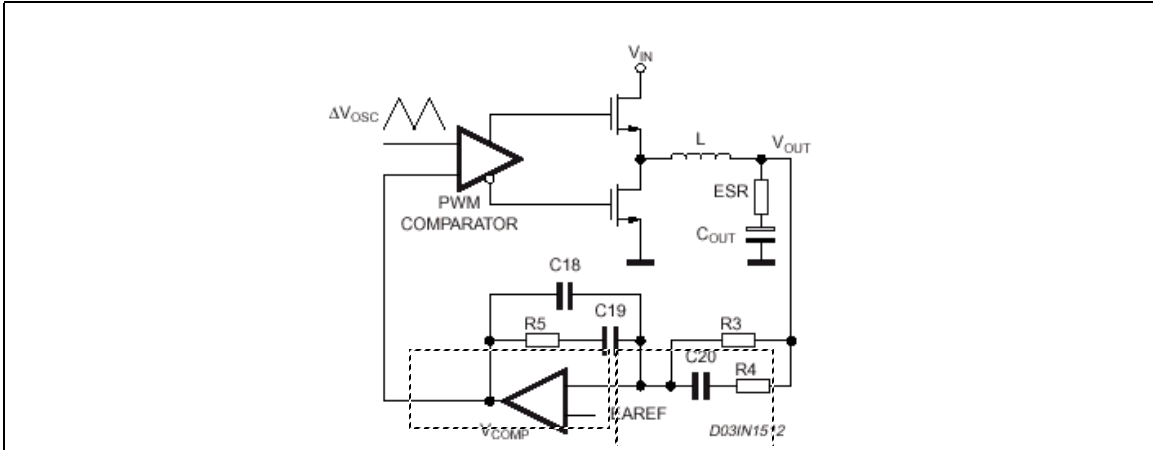 V_IN
ΔV_OSC
L
V_OUT
ESR
PWM
COMPARATOR
C_OUT
C18
C19
R5
R3
C20
R4
EAREF
V_COMP
D03IN1512